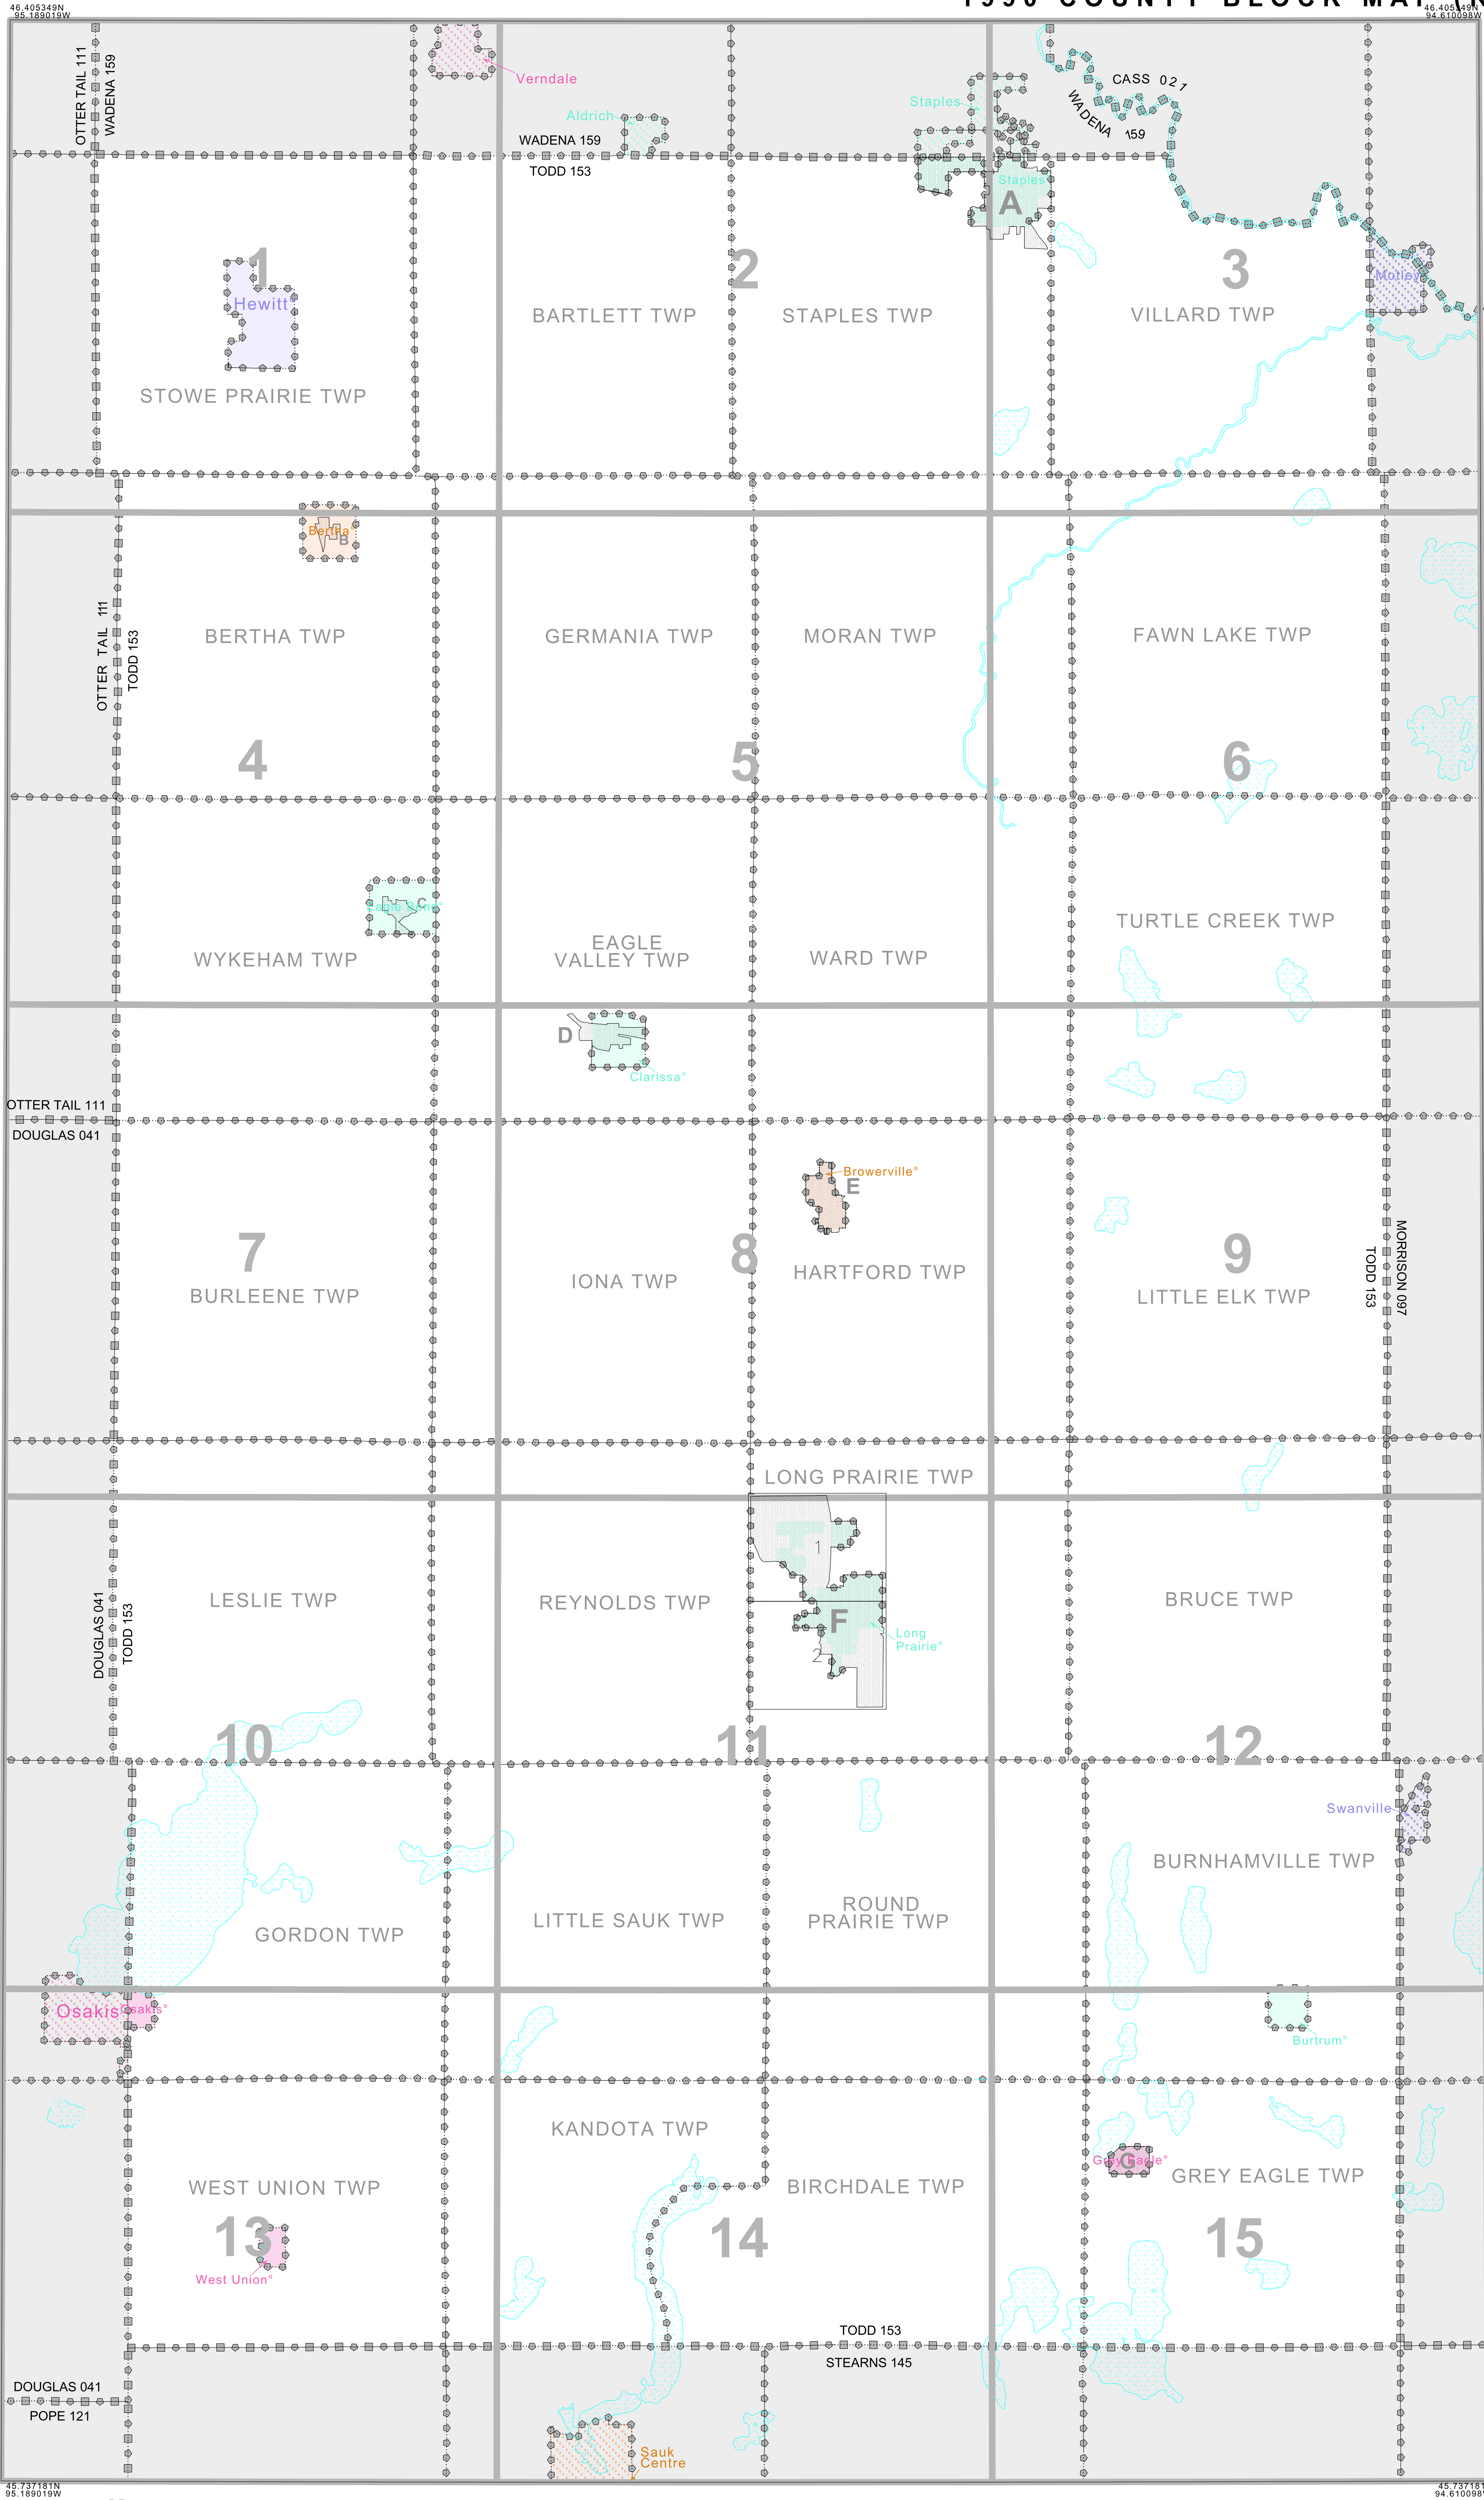 1990 COUNTY BLOCK MAP
46.405349N
95.189019W
46.405349N
94.610098W
OTTER TAIL 111
WADENA 159
Verndale
Aldrich
WADENA 159
TODD 153
Staples
Staples
A
CASS 021
WADENA 159
Motley
1
Hewitt°
STOWE PRAIRIE TWP
2
BARTLETT TWP
STAPLES TWP
3
VILLARD TWP
Bertha°
B
OTTER TAIL 111
TODD 153
BERTHA TWP
GERMANIA TWP
MORAN TWP
FAWN LAKE TWP
4
5
6
Eagle Bend°
C
WYKEHAM TWP
EAGLE
VALLEY TWP
WARD TWP
TURTLE CREEK TWP
D
Clarissa°
OTTER TAIL 111
DOUGLAS 041
Browerville°
E
7
BURLEENE TWP
8
IONA TWP
HARTFORD TWP
9
LITTLE ELK TWP
TODD 153
MORRISON 097
LONG PRAIRIE TWP
1
F
2
Long
Prairie°
DOUGLAS 041
TODD 153
LESLIE TWP
REYNOLDS TWP
BRUCE TWP
10
11
12
Swanville
BURNHAMVILLE TWP
GORDON TWP
LITTLE SAUK TWP
ROUND
PRAIRIE TWP
Osakis
Osakis°
Burtrum°
KANDOTA TWP
Grey Eagle°
G
WEST UNION TWP
BIRCHDALE TWP
GREY EAGLE TWP
13
14
15
West Union°
TODD 153
STEARNS 145
DOUGLAS 041
POPE 121
Sauk
Centre
45.737181N
95.189019W
45.737181
94.610098